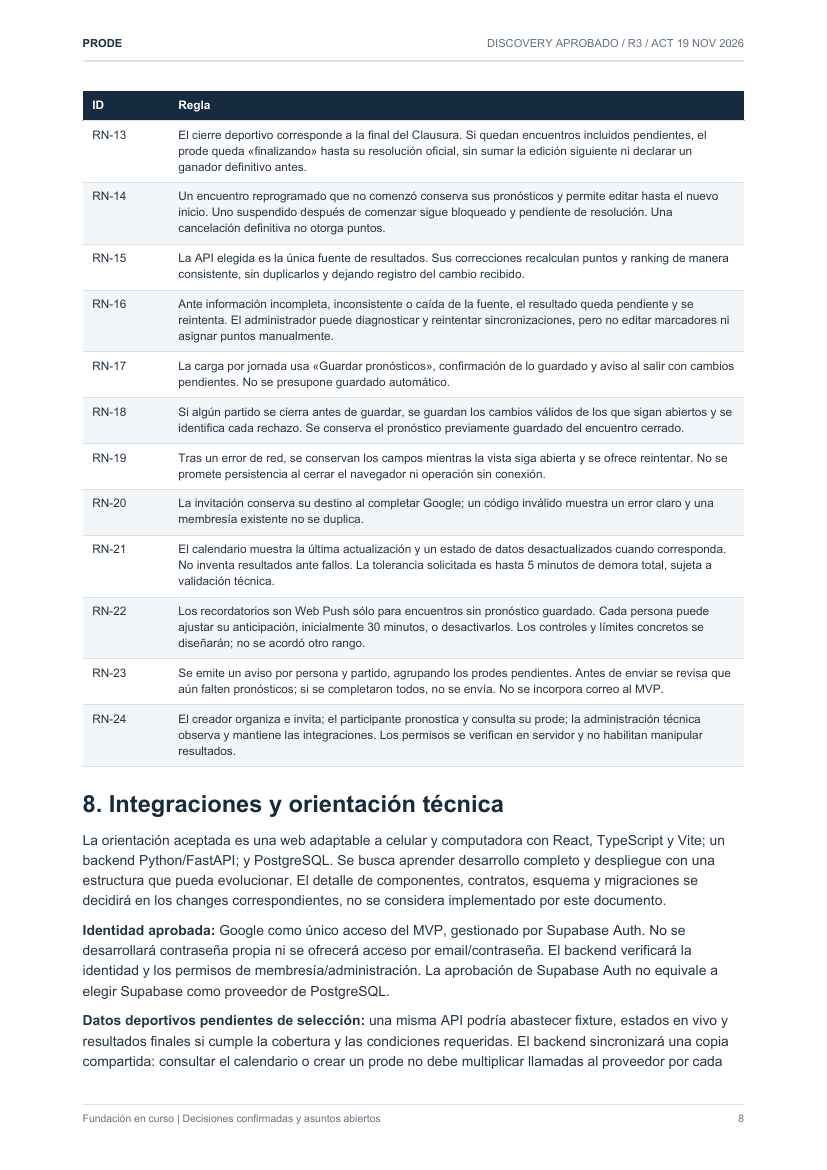 PRODE
DISCOVERY APROBADO / R3 / ACT 19 NOV 2026
ID Regla
RN-13 El cierre deportivo corresponde a la final del Clausura. Si quedan encuentros incluidos pendientes, el
prode queda «finalizando» hasta su resolución oficial, sin sumar la edición siguiente ni declarar un
ganador definitivo antes.
RN-14 Un encuentro reprogramado que no comenzó conserva sus pronósticos y permite editar hasta el nuevo
inicio. Uno suspendido después de comenzar sigue bloqueado y pendiente de resolución. Una
cancelación definitiva no otorga puntos.
RN-15 La API elegida es la única fuente de resultados. Sus correcciones recalculan puntos y ranking de manera
consistente, sin duplicarlos y dejando registro del cambio recibido.
RN-16 Ante información incompleta, inconsistente o caída de la fuente, el resultado queda pendiente y se
reintenta. El administrador puede diagnosticar y reintentar sincronizaciones, pero no editar marcadores ni
asignar puntos manualmente.
RN-17 La carga por jornada usa «Guardar pronósticos», confirmación de lo guardado y aviso al salir con cambios
pendientes. No se presupone guardado automático.
RN-18 Si algún partido se cierra antes de guardar, se guardan los cambios válidos de los que sigan abiertos y se
identifica cada rechazo. Se conserva el pronóstico previamente guardado del encuentro cerrado.
RN-19 Tras un error de red, se conservan los campos mientras la vista siga abierta y se ofrece reintentar. No se
promete persistencia al cerrar el navegador ni operación sin conexión.
RN-20 La invitación conserva su destino al completar Google; un código inválido muestra un error claro y una
membresía existente no se duplica.
RN-21 El calendario muestra la última actualización y un estado de datos desactualizados cuando corresponda.
No inventa resultados ante fallos. La tolerancia solicitada es hasta 5 minutos de demora total, sujeta a
validación técnica.
RN-22 Los recordatorios son Web Push sólo para encuentros sin pronóstico guardado. Cada persona puede
ajustar su anticipación, inicialmente 30 minutos, o desactivarlos. Los controles y límites concretos se
diseñarán; no se acordó otro rango.
RN-23 Se emite un aviso por persona y partido, agrupando los prodes pendientes. Antes de enviar se revisa que
aún falten pronósticos; si se completaron todos, no se envía. No se incorpora correo al MVP.
RN-24 El creador organiza e invita; el participante pronostica y consulta su prode; la administración técnica
observa y mantiene las integraciones. Los permisos se verifican en servidor y no habilitan manipular
resultados.
8. Integraciones y orientación técnica
La orientación aceptada es una web adaptable a celular y computadora con React, TypeScript y Vite; un
backend Python/FastAPI; y PostgreSQL. Se busca aprender desarrollo completo y despliegue con una
estructura que pueda evolucionar. El detalle de componentes, contratos, esquema y migraciones se
decidirá en los changes correspondientes, no se considera implementado por este documento.
Identidad aprobada: Google como único acceso del MVP, gestionado por Supabase Auth. No se
desarrollará contraseña propia ni se ofrecerá acceso por email/contraseña. El backend verificará la
identidad y los permisos de membresía/administración. La aprobación de Supabase Auth no equivale a
elegir Supabase como proveedor de PostgreSQL.
Datos deportivos pendientes de selección: una misma API podría abastecer fixture, estados en vivo y
resultados finales si cumple la cobertura y las condiciones requeridas. El backend sincronizará una copia
compartida: consultar el calendario o crear un prode no debe multiplicar llamadas al proveedor por cada
Fundación en curso | Decisiones confirmadas y asuntos abiertos
8